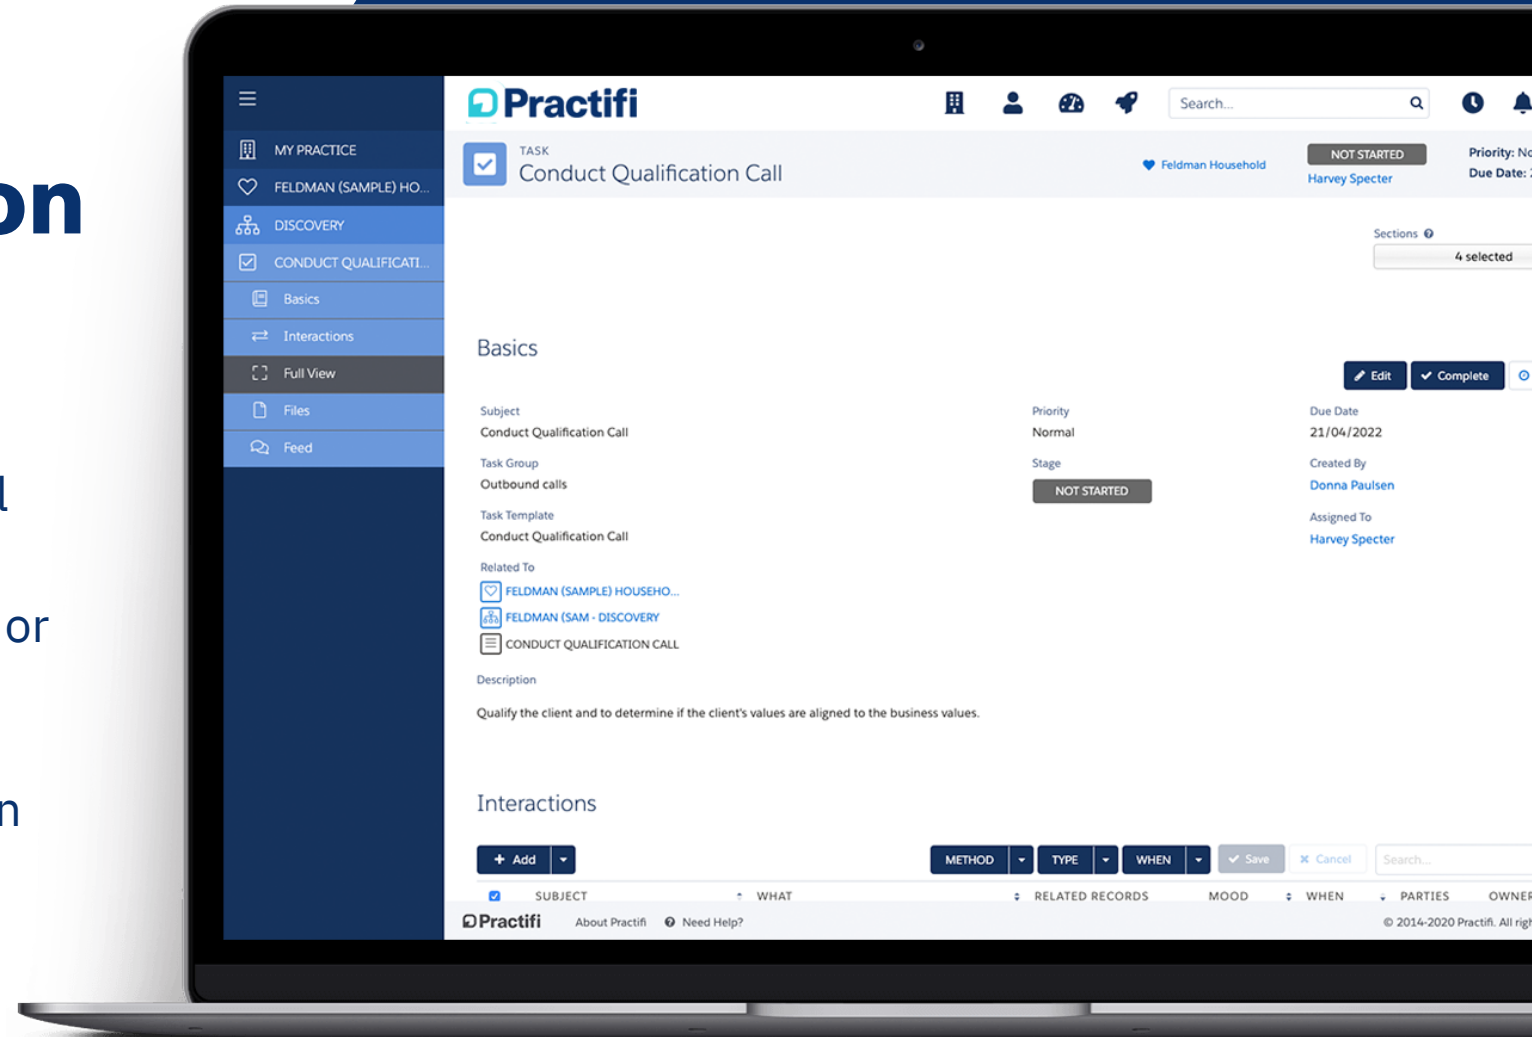 on
l
or
n
MY PRACTICE
FELDMAN (SAMPLE) HO...
DISCOVERY
CONDUCT QUALIFICATI...
Basics
Interactions
Full View
Files
Feed
Practifi
Search...
TASK
Conduct Qualification Call
Feldman Household
NOT STARTED
Harvey Specter
Priority: No
Due Date: 2
Sections
4 selected
Basics
Edit
Complete
Subject
Conduct Qualification Call
Task Group
Outbound calls
Task Template
Conduct Qualification Call
Related To
FELDMAN (SAMPLE) HOUSEHO...
FELDMAN (SAM - DISCOVERY
CONDUCT QUALIFICATION CALL
Priority
Normal
Stage
NOT STARTED
Due Date
21/04/2022
Created By
Donna Paulsen
Assigned To
Harvey Specter
Description
Qualify the client and to determine if the client's values are aligned to the business values.
Interactions
+ Add METHOD TYPE WHEN Save Cancel Search...
SUBJECT WHAT RELATED RECORDS MOOD WHEN PARTIES OWNER
Practifi About Practifi Need Help? © 2014-2020 Practifi. All righ